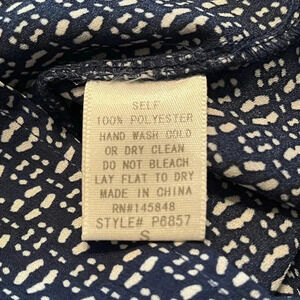 SELF
100% POLYESTER
HAND WASH COLD
OR DRY CLEAN
DO NOT BLEACH
LAY FLAT TO DRY
MADE IN CHINA
RN#145848
STYLE# P6857
S